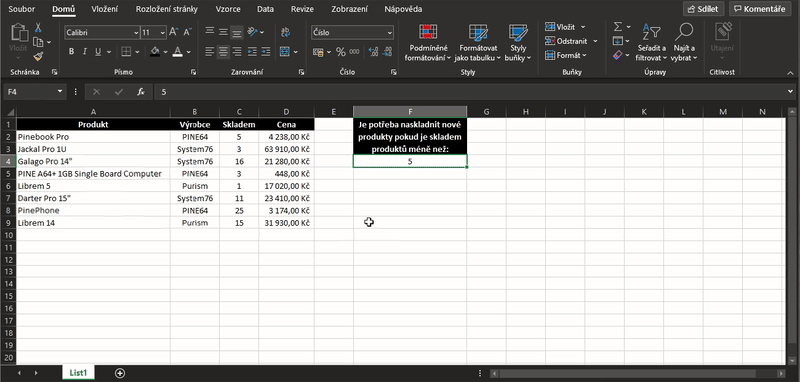 Soubor Domů Vložení Rozložení stránky Vzorce Data Revize Zobrazení Nápověda Sdílet Komentáře
Vložit Calibri 11 A A Číslo Podmíněné formátování Formátovat jako tabulku Styly buňky Vložit Odstranit Formát Seřadit a filtrovat Najít a vybrat Utajení
B I U A % 000
Schránka Písmo Zarovnání Číslo Styly Buňky Úpravy Utajení
F4 fx 5
A B C D E F G H I J K L M N
1 Produkt Výrobce Skladem Cena Je potřeba naskladnit nové
2 Pinebook Pro PINE64 5 4 238,00 Kč produkty pokud je skladem
3 Jackal Pro 1U System76 3 63 910,00 Kč produktů méně než:
4 Galago Pro 14" System76 16 21 280,00 Kč 5
5 PINE A64+ 1GB Single Board Computer PINE64 3 448,00 Kč
6 Librem 5 Purism 1 17 020,00 Kč
7 Darter Pro 15" System76 11 23 410,00 Kč
8 PinePhone PINE64 25 3 174,00 Kč
9 Librem 14 Purism 15 31 930,00 Kč
10
11
12
13
14
15
16
17
18
19
20
List1